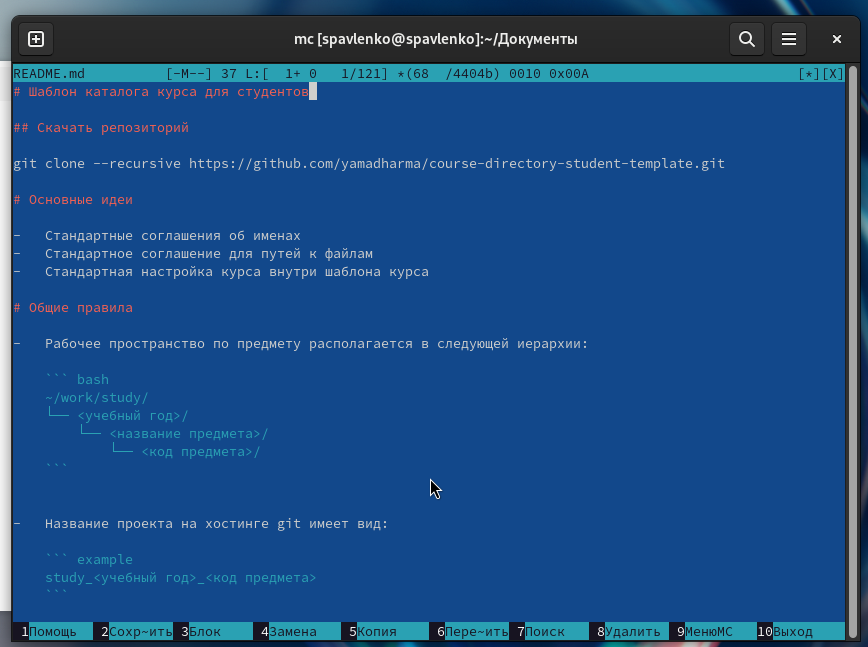 mc [spavlenko@spavlenko]:~/Документы
README.md [-M--] 37 L:[ 1+ 0 1/121] *(68 /4404b) 0010 0x00A [*][X]
# Шаблон каталога курса для студентов
## Скачать репозиторий
git clone --recursive https://github.com/yamadharma/course-directory-student-template.git
# Основные идеи
- Стандартные соглашения об именах
- Стандартное соглашение для путей к файлам
- Стандартная настройка курса внутри шаблона курса
# Общие правила
- Рабочее пространство по предмету располагается в следующей иерархии:
``` bash
~/work/study/
└── <учебный год>/
└── <название предмета>/
└── <код предмета>/
```
- Название проекта на хостинге git имеет вид:
``` example
study_<учебный год>_<код предмета>
```
1Помощь 2Сохр~ить 3Блок 4Замена 5Копия 6Пере~ить 7Поиск 8Удалить 9МенюMC 10Выход